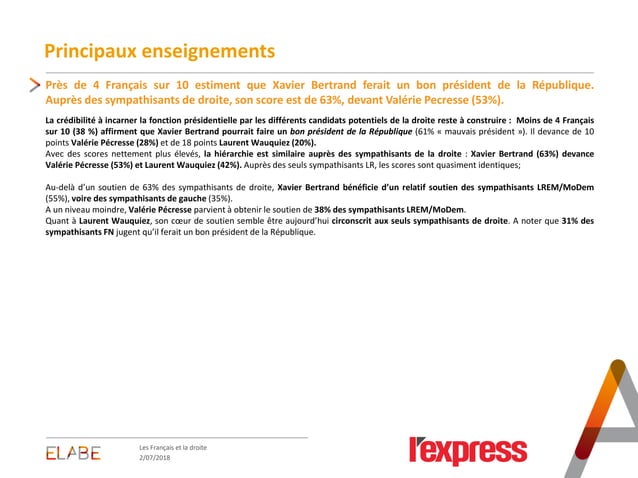 Principaux enseignements
Près de 4 Français sur 10 estiment que Xavier Bertrand ferait un bon président de la République.
Auprès des sympathisants de droite, son score est de 63%, devant Valérie Pecresse (53%).
La crédibilité à incarner la fonction présidentielle par les différents candidats potentiels de la droite reste à construire : Moins de 4 Français
sur 10 (38 %) affirment que Xavier Bertrand pourrait faire un bon président de la République (61% « mauvais président »). Il devance de 10
points Valérie Pécresse (28%) et de 18 points Laurent Wauquiez (20%).
Avec des scores nettement plus élevés, la hiérarchie est similaire auprès des sympathisants de la droite : Xavier Bertrand (63%) devance
Valérie Pécresse (53%) et Laurent Wauquiez (42%). Auprès des seuls sympathisants LR, les scores sont quasiment identiques;
Au-delà d'un soutien de 63% des sympathisants de droite, Xavier Bertrand bénéficie d'un relatif soutien des sympathisants LREM/MoDem
(55%), voire des sympathisants de gauche (35%).
A un niveau moindre, Valérie Pécresse parvient à obtenir le soutien de 38% des sympathisants LREM/MoDem.
Quant à Laurent Wauquiez, son cœur de soutien semble être aujourd'hui circonscrit aux seuls sympathisants de droite. A noter que 31% des
sympathisants FN jugent qu'il ferait un bon président de la République.
ELABE
Les Français et la droite
2/07/2018
l'express